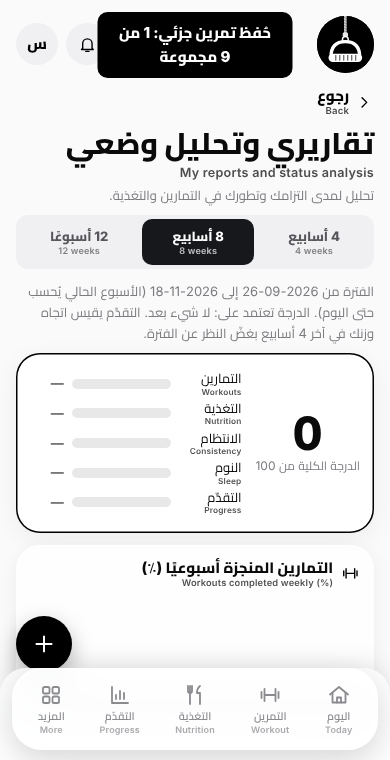 حُفظ تمرين جزئي: 1 من
9 مجموعة
س
رجوع
Back
تقاريري وتحليل وضعي
My reports and status analysis
تحليل لمدى التزامك وتطورك في التمارين والتغذية.
4 أسابيع
4 weeks
8 أسابيع
8 weeks
12 أسبوعًا
12 weeks
الفترة من 2026-09-26 إلى 2026-11-18 (الأسبوع الحالي يُحسب
حتى اليوم). الدرجة تعتمد على: لا شيء بعد. التقدّم يقيس اتجاه
وزنك في آخر 4 أسابيع بغضّ النظر عن الفترة.
0
الدرجة الكلية من 100
التمارين —
Workouts
التغذية —
Nutrition
الانتظام —
Consistency
النوم —
Sleep
التقدّم —
Progress
التمارين المنجزة أسبوعيًا (٪)
Workouts completed weekly (%)
اليوم
Today
التمرين
Workout
التغذية
Nutrition
التقدّم
Progress
المزيد
More